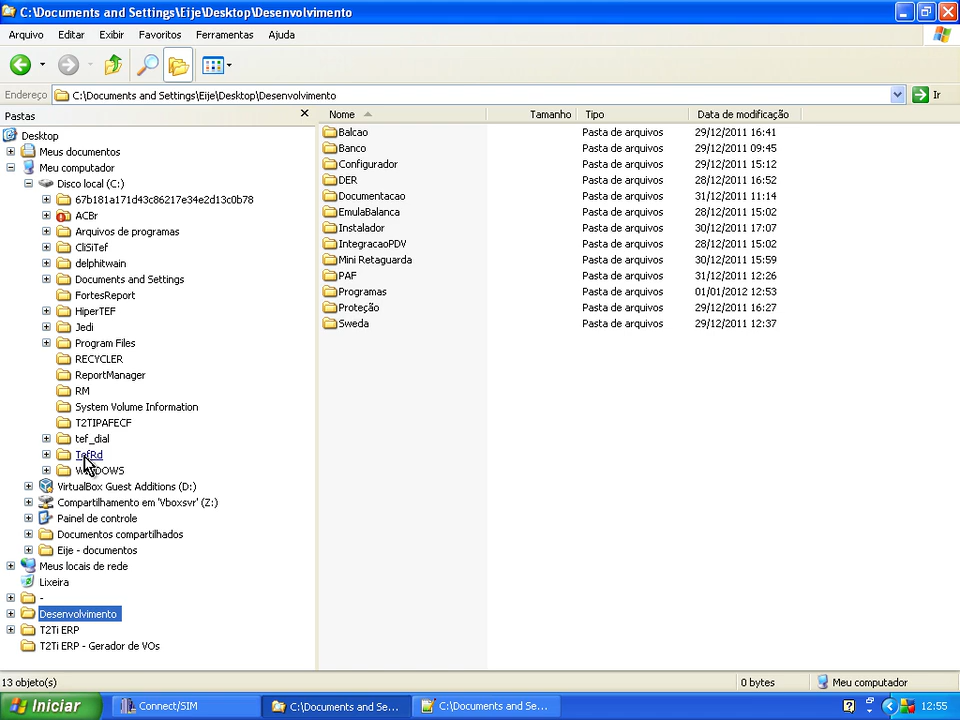 C:\Documents and Settings\Eije\Desktop\Desenvolvimento
Arquivo Editar Exibir Favoritos Ferramentas Ajuda
Endereço C:\Documents and Settings\Eije\Desktop\Desenvolvimento Ir
Pastas
Desktop
Meus documentos
Meu computador
Disco local (C:)
67b181a171d43c86217e34e2d13c0b78
ACBr
Arquivos de programas
CliSiTef
delphitwain
Documents and Settings
FortesReport
HiperTEF
Jedi
Program Files
RECYCLER
ReportManager
RM
System Volume Information
T2TIPAFECF
tef_dial
TefRd
WINDOWS
VirtualBox Guest Additions (D:)
Compartilhamento em 'Vboxsvr' (Z:)
Painel de controle
Documentos compartilhados
Eije - documentos
Meus locais de rede
Lixeira
-
Desenvolvimento
T2Ti ERP
T2Ti ERP - Gerador de VOs
Nome Tamanho Tipo Data de modificação
Balcao Pasta de arquivos 29/12/2011 16:41
Banco Pasta de arquivos 29/12/2011 09:45
Configurador Pasta de arquivos 29/12/2011 15:12
DER Pasta de arquivos 28/12/2011 16:52
Documentacao Pasta de arquivos 31/12/2011 11:14
EmulaBalanca Pasta de arquivos 28/12/2011 15:02
Instalador Pasta de arquivos 30/12/2011 17:07
IntegracaoPDV Pasta de arquivos 28/12/2011 15:02
Mini Retaguarda Pasta de arquivos 30/12/2011 15:59
PAF Pasta de arquivos 31/12/2011 12:26
Programas Pasta de arquivos 01/01/2012 12:53
Proteção Pasta de arquivos 29/12/2011 16:27
Sweda Pasta de arquivos 29/12/2011 12:37
13 objeto(s) 0 bytes Meu computador
Iniciar Connect/SIM C:\Documents and Se... C:\Documents and Se... 12:55